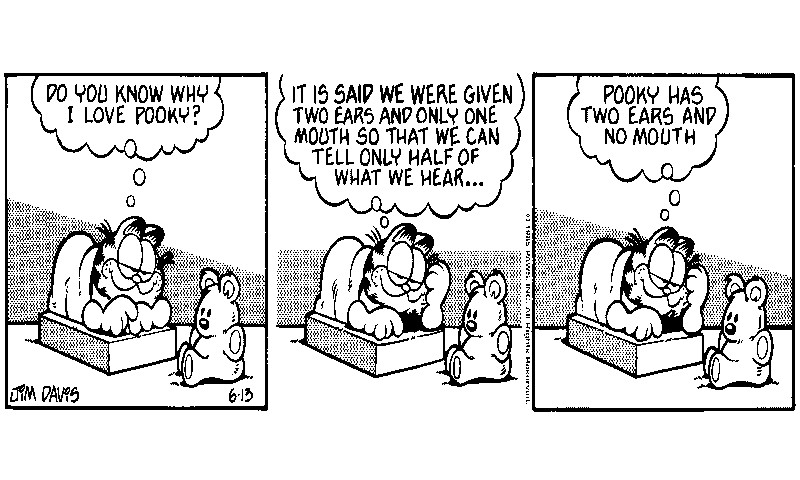 DO YOU KNOW WHY
I LOVE POOKY?
IT IS SAID WE WERE GIVEN
TWO EARS AND ONLY ONE
MOUTH SO THAT WE CAN
TELL ONLY HALF OF
WHAT WE HEAR...
POOKY HAS
TWO EARS AND
NO MOUTH
JIM DAVIS
6-13